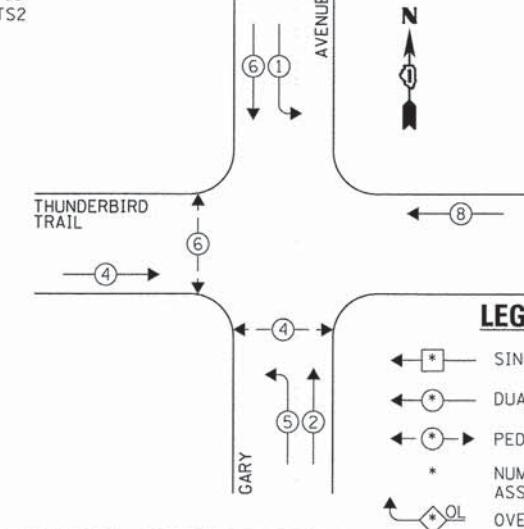 TS2
AVENUE
N
6
1
THUNDERBIRD
TRAIL
8
6
4
4
5
2
GARY
LEG
* SIN
* DUA
* PED
* NUM
ASS
* OL OVE